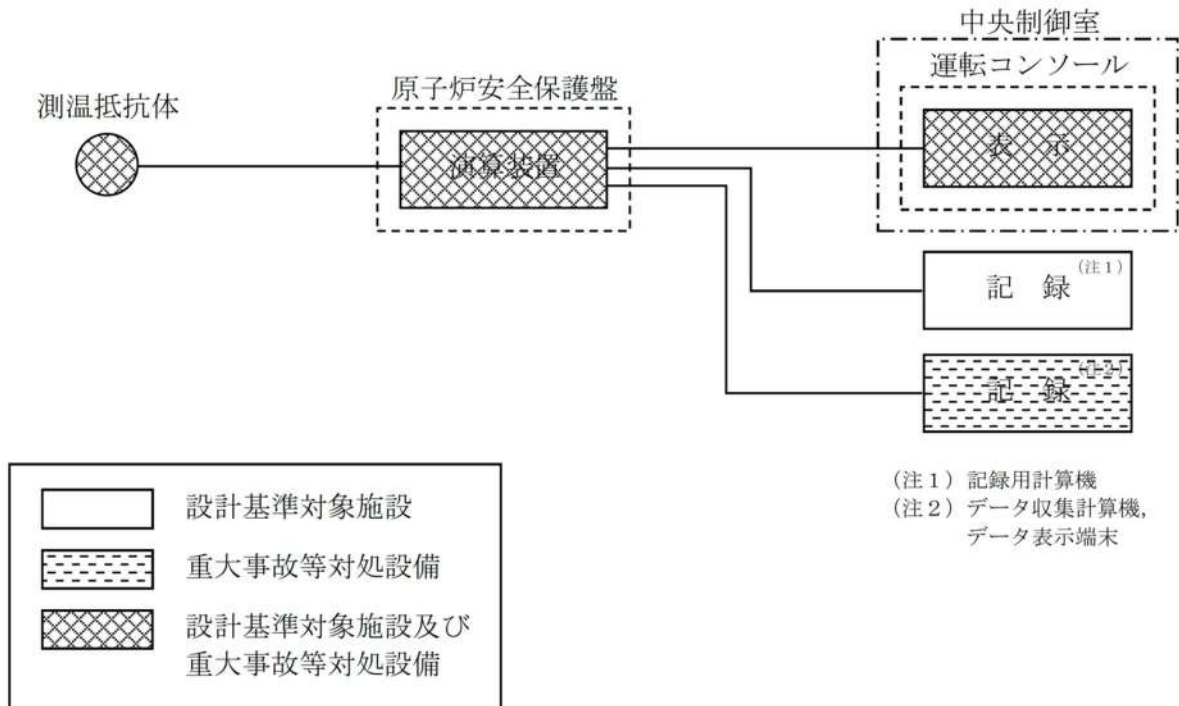 中央制御室
運転コンソール
原子炉安全保護盤
測温抵抗体
演算装置
表 示
記 録 (注1)
記 録 (注2)
(注1)記録用計算機
(注2)データ収集計算機,
データ表示端末
設計基準対象施設
重大事故等対処設備
設計基準対象施設及び
重大事故等対処設備